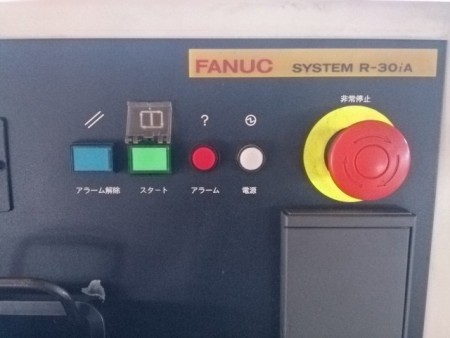 FANUC SYSTEM R-30iA
非常停止
?
アラーム解除 スタート アラーム 電源